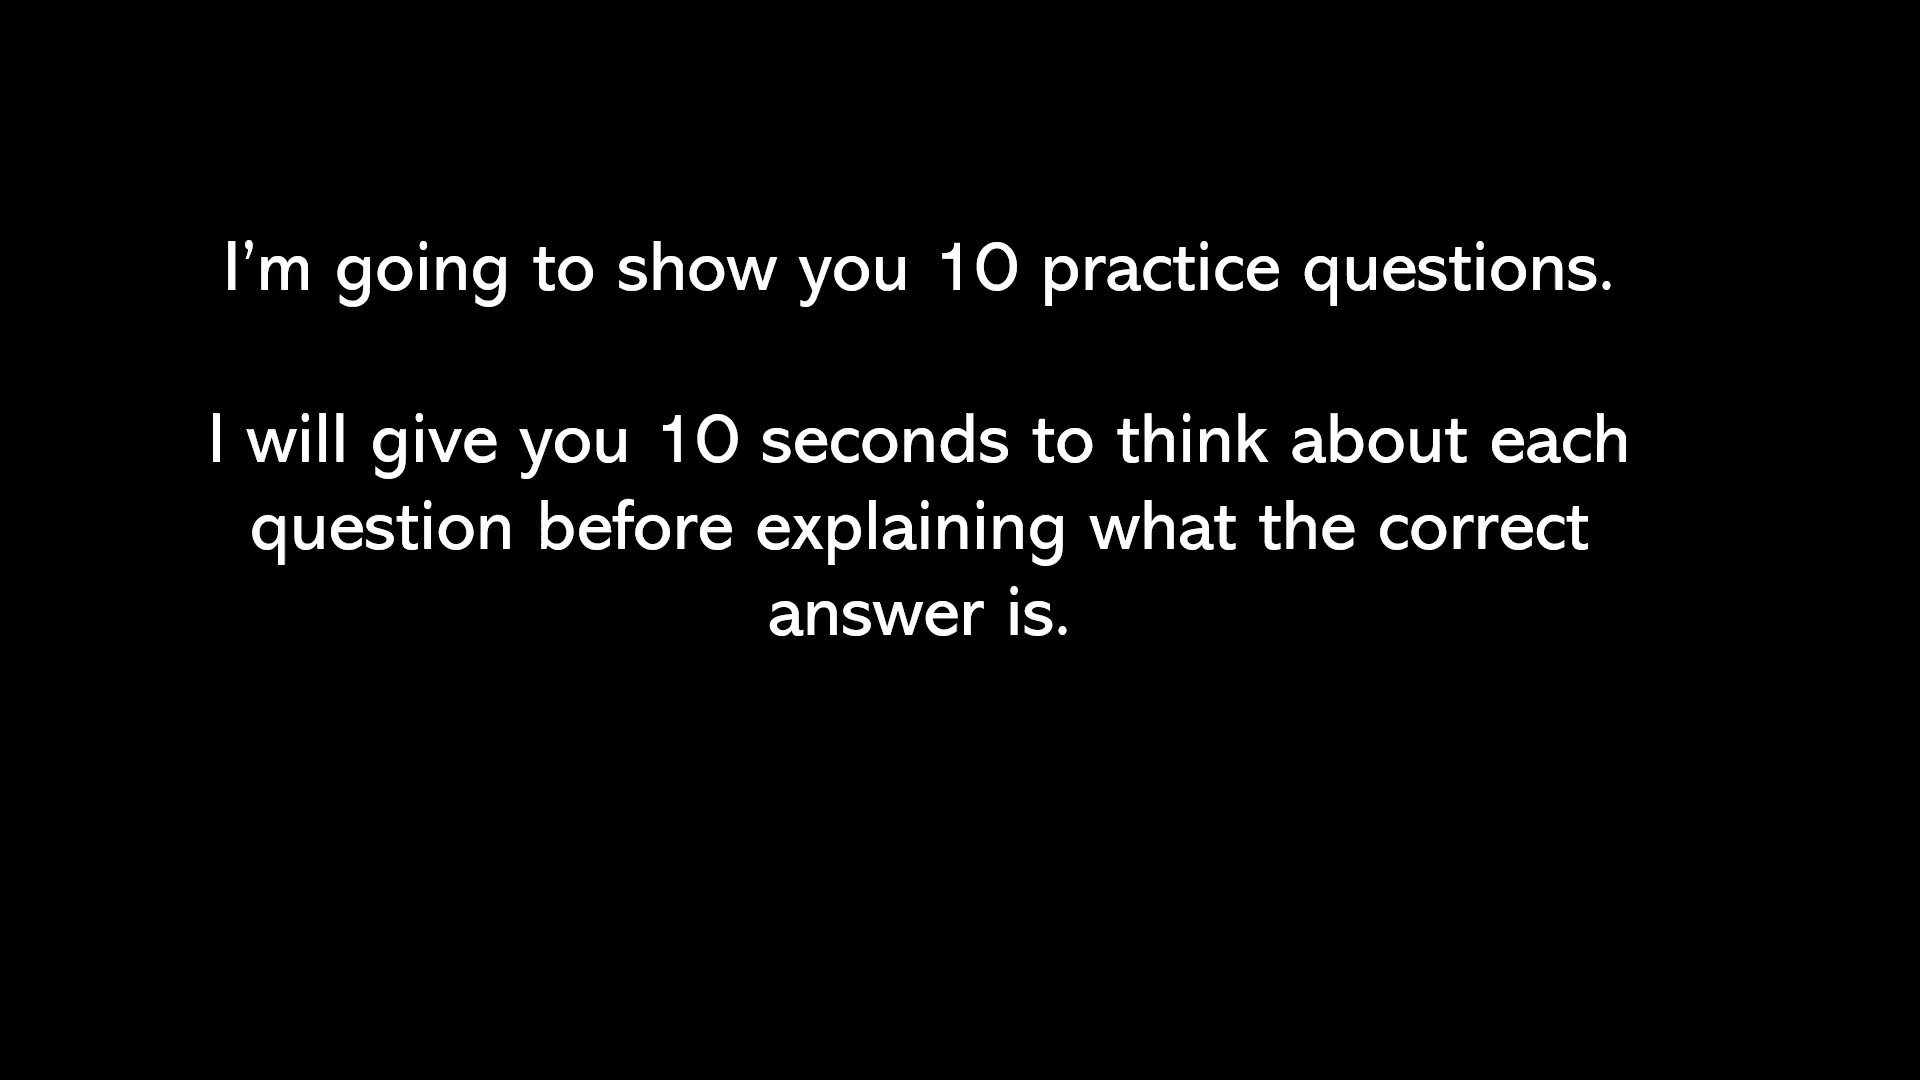 I’m going to show you 10 practice questions.
I will give you 10 seconds to think about each
question before explaining what the correct
answer is.